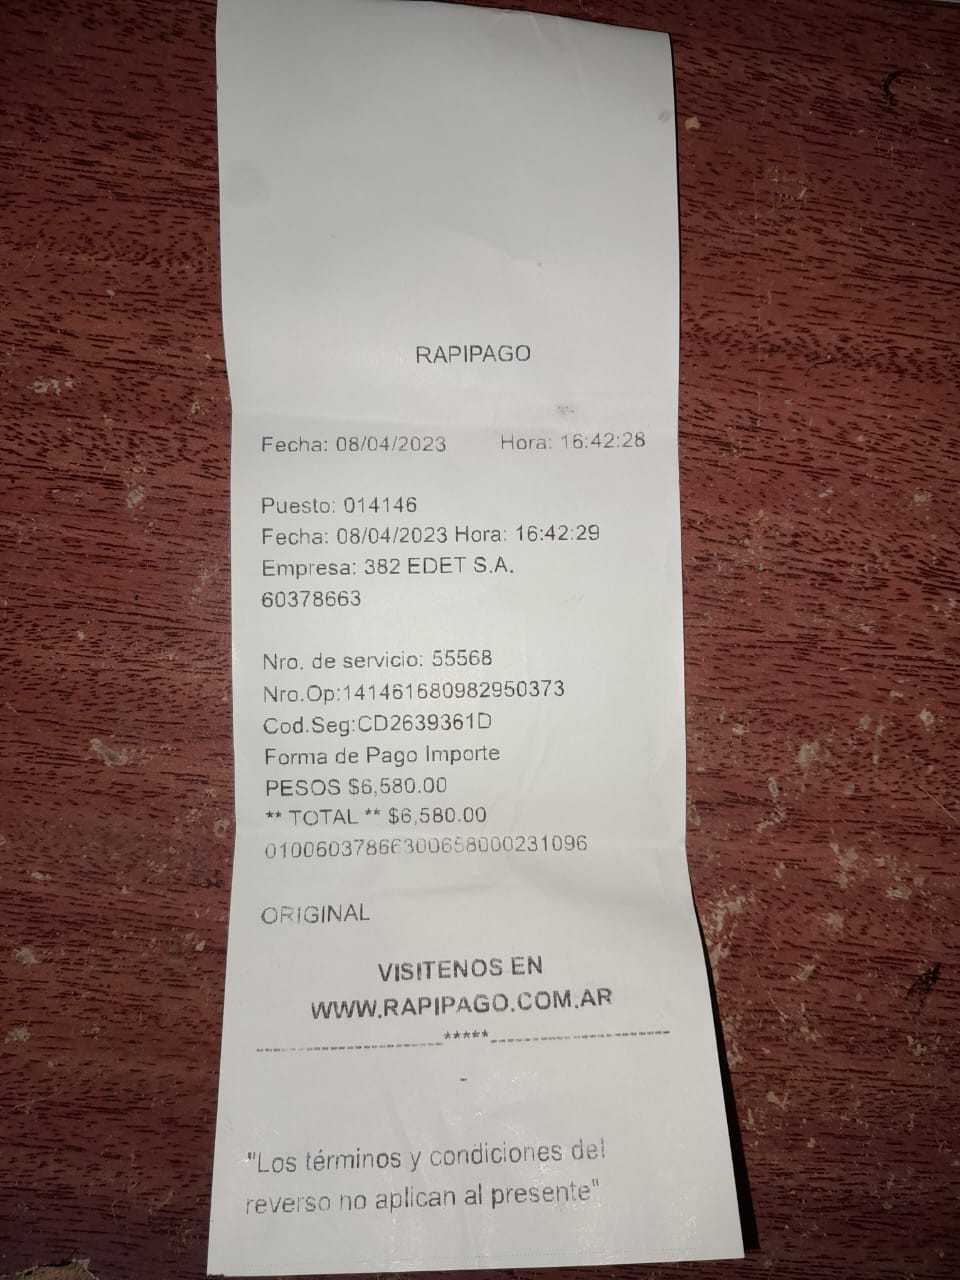 RAPIPAGO
Fecha: 08/04/2023 Hora: 16:42:28
Puesto: 014146
Fecha: 08/04/2023 Hora: 16:42:29
Empresa: 382 EDET S.A.
60378663
Nro. de servicio: 55568
Nro.Op:141461680982950373
Cod.Seg:CD2639361D
Forma de Pago Importe
PESOS $6,580.00
** TOTAL ** $6,580.00
01006037866300658000231096
ORIGINAL
VISITENOS EN
WWW.RAPIPAGO.COM.AR
*****
-
"Los términos y condiciones del
reverso no aplican al presente"